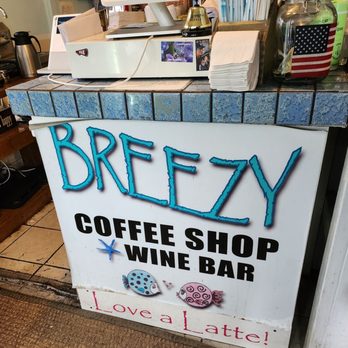 BREEZY
COFFEE SHOP
WINE BAR
Love a Latte!